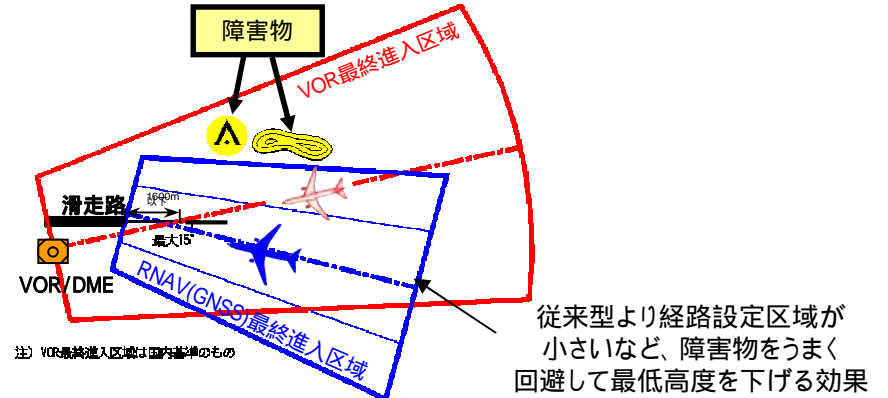 障害物
VOR最終進入区域
滑走路
1600m
以下
最大15°
VOR/DME
RNAV(GNSS)最終進入区域
注） VOR最終進入区域は国内基準のもの
従来型より経路設定区域が
小さいなど、障害物をうまく
回避して最低高度を下げる効果